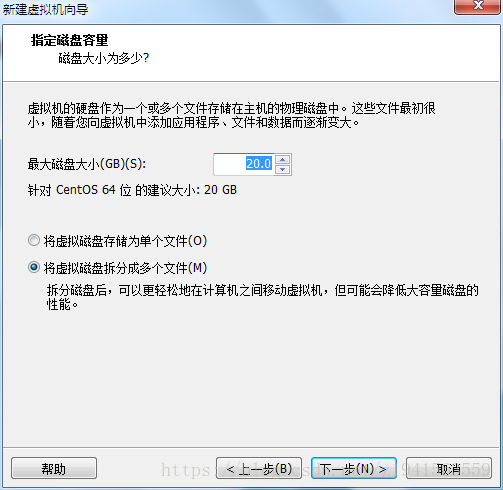 新建虚拟机向导
指定磁盘容量
磁盘大小为多少?
虚拟机的硬盘作为一个或多个文件存储在主机的物理磁盘中。这些文件最初很
小，随着您向虚拟机中添加应用程序、文件和数据而逐渐变大。
最大磁盘大小(GB)(S): 20.0
针对 CentOS 64 位 的建议大小: 20 GB
将虚拟磁盘存储为单个文件(O)
将虚拟磁盘拆分成多个文件(M)
拆分磁盘后，可以更轻松地在计算机之间移动虚拟机，但可能会降低大容量磁盘的
性能。
帮助 < 上一步(B) 下一步(N) > 取消